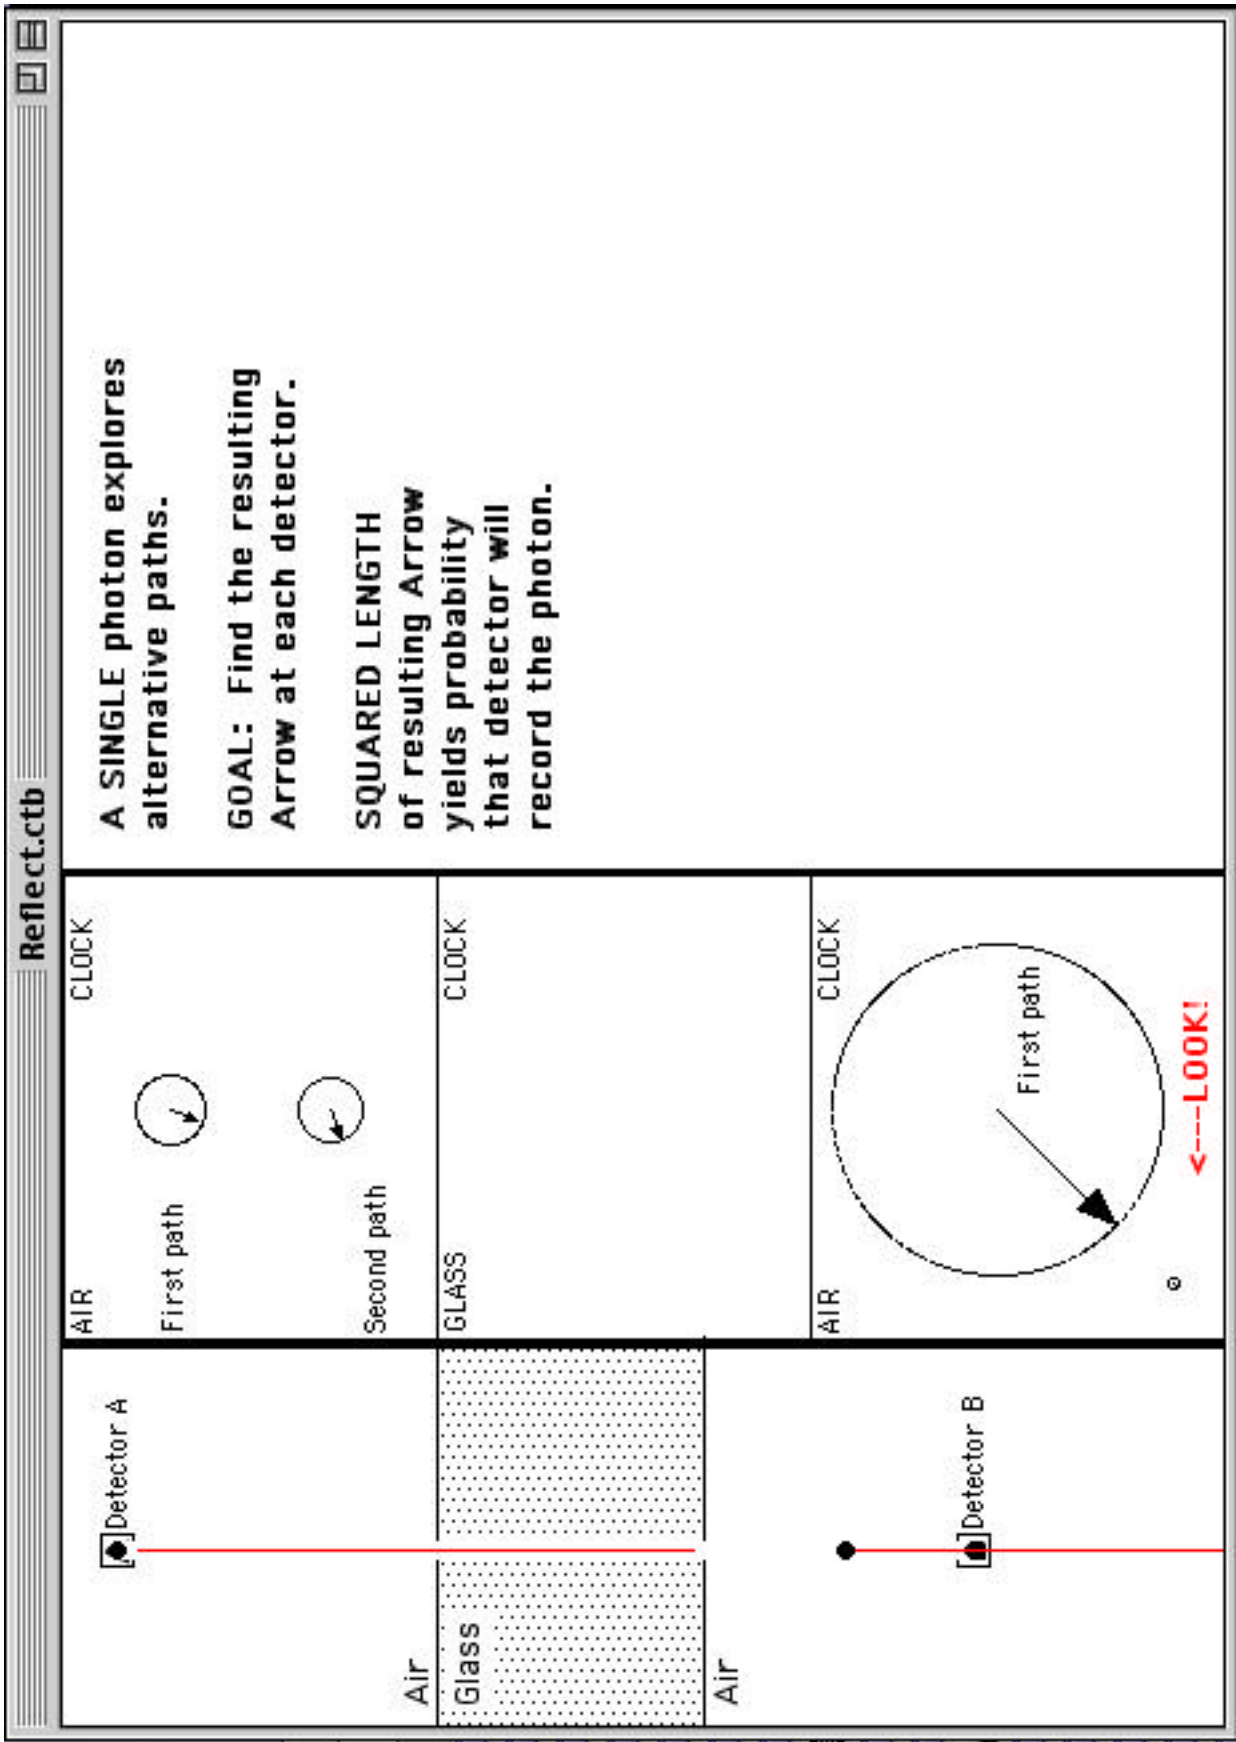 Reflect.ctb
Detector A
Air
Glass
Air
Detector B
AIR
CLOCK
First path
Second path
GLASS
CLOCK
AIR
CLOCK
First path
<----LOOK!
A SINGLE photon explores
alternative paths.
GOAL: Find the resulting
Arrow at each detector.
SQUARED LENGTH
of resulting Arrow
yields probability
that detector will
record the photon.